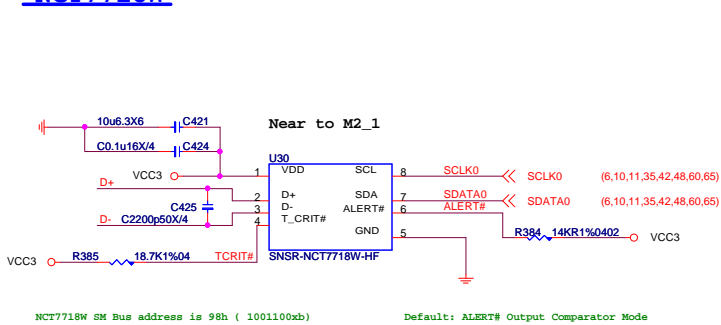 10u6.3X6 C421
Near to M2_1
C0.1u16X/4 C424
U30
VCC3 1 VDD SCL 8 SCLK0 SCLK0 (6,10,11,35,42,48,60,65)
D+
2 D+ SDA 7 SDATA0 SDATA0 (6,10,11,35,42,48,60,65)
C425 3 D- ALERT# 6 ALERT#
D- C2200p50X/4 4 T_CRIT#
GND 5 R384 14KR1%0402 VCC3
VCC3 R385 18.7K1%04 TCRIT# SNSR-NCT7718W-HF
NCT7718W SM Bus address is 98h ( 1001100xb) Default: ALERT# Output Comparator Mode